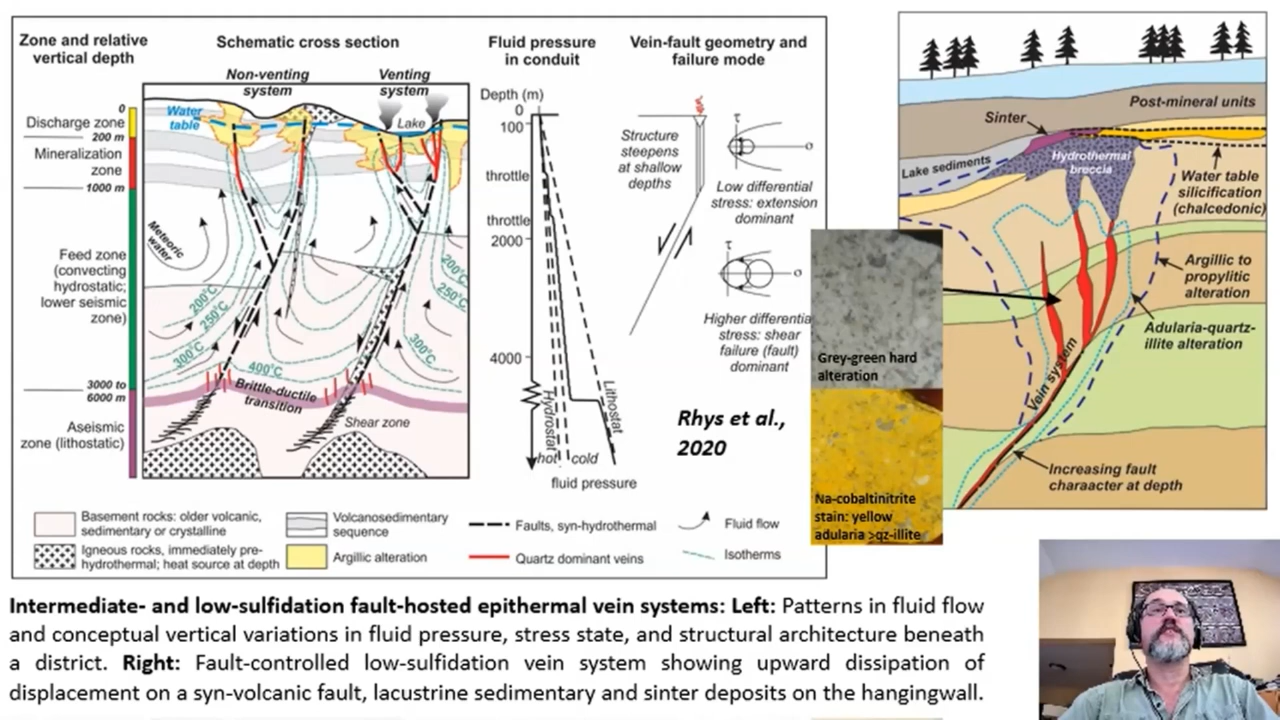 Zone and relative
vertical depth
Schematic cross section
Fluid pressure
in conduit
Vein-fault geometry and
failure mode
Non-venting
system
Venting
system
Depth (m)
0
Discharge zone
200 m
Mineralization
zone
1000 m
Feed zone
(convecting
hydrostatic;
lower seismic
zone)
3000 to
6000 m
Aseismic
zone (lithostatic)
Water
table
Lake
Meteoric
water
200°C
250°C
300°C
400°C
200°C
250°C
300°C
Brittle-ductile
transition
Shear zone
0
100
throttle
throttle
2000
4000
Hydrostat
Lithostat
hot
cold
fluid pressure
Structure
steepens
at shallow
depths
τ
σ
Low differential
stress: extension
dominant
τ
σ
Higher differentia
stress: shear
failure (fault)
dominant
Rhys et al.,
2020
Basement rocks: older volcanic,
sedimentary or crystalline
Igneous rocks, immediately pre-
hydrothermal; heat source at depth
Volcanosedimentary
sequence
Argillic alteration
Faults, syn-hydrothermal
Quartz dominant veins
Fluid flow
Isotherms
Grey-green hard
alteration
Na-cobaltinitrite
stain: yellow
adularia >qz-illite
Post-mineral units
Sinter
Lake sediments
Hydrothermal
breccia
Water table
silicification
(chalcedonic)
Argillic to
propylitic
alteration
Adularia-quartz-
illite alteration
Vein system
Increasing fault
charaacter at depth
Intermediate- and low-sulfidation fault-hosted epithermal vein systems: Left: Patterns in fluid flow
and conceptual vertical variations in fluid pressure, stress state, and structural architecture beneath
a district. Right: Fault-controlled low-sulfidation vein system showing upward dissipation of
displacement on a syn-volcanic fault, lacustrine sedimentary and sinter deposits on the hangingwall.